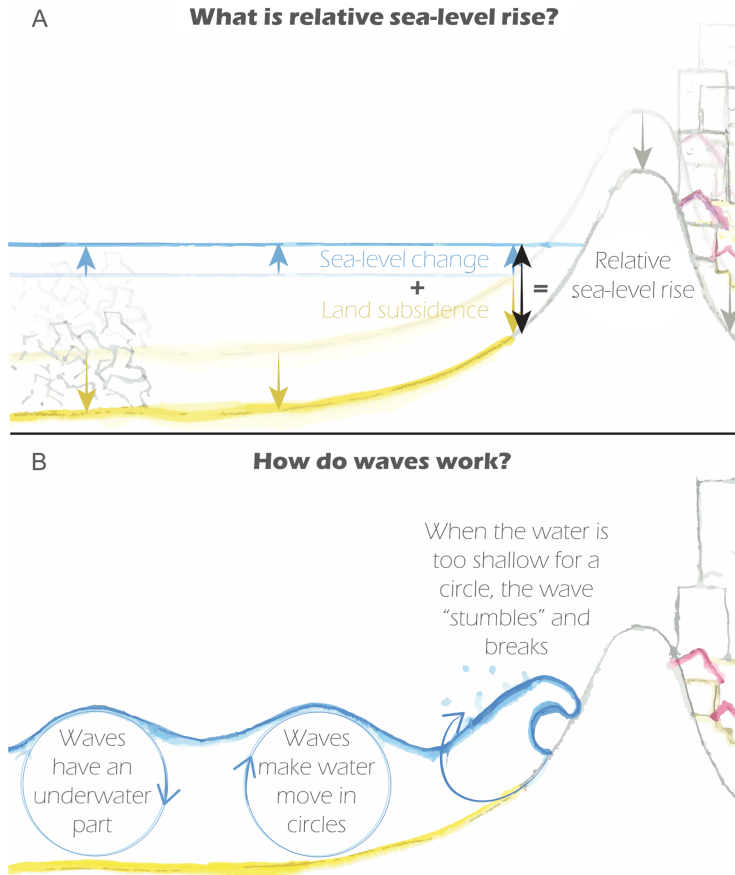 A
What is relative sea-level rise?
Sea-level change
+
Land subsidence
=
Relative
sea-level rise
B
How do waves work?
When the water is
too shallow for a
circle, the wave
“stumbles” and
breaks
Waves
have an
underwater
part
Waves
make water
move in
circles